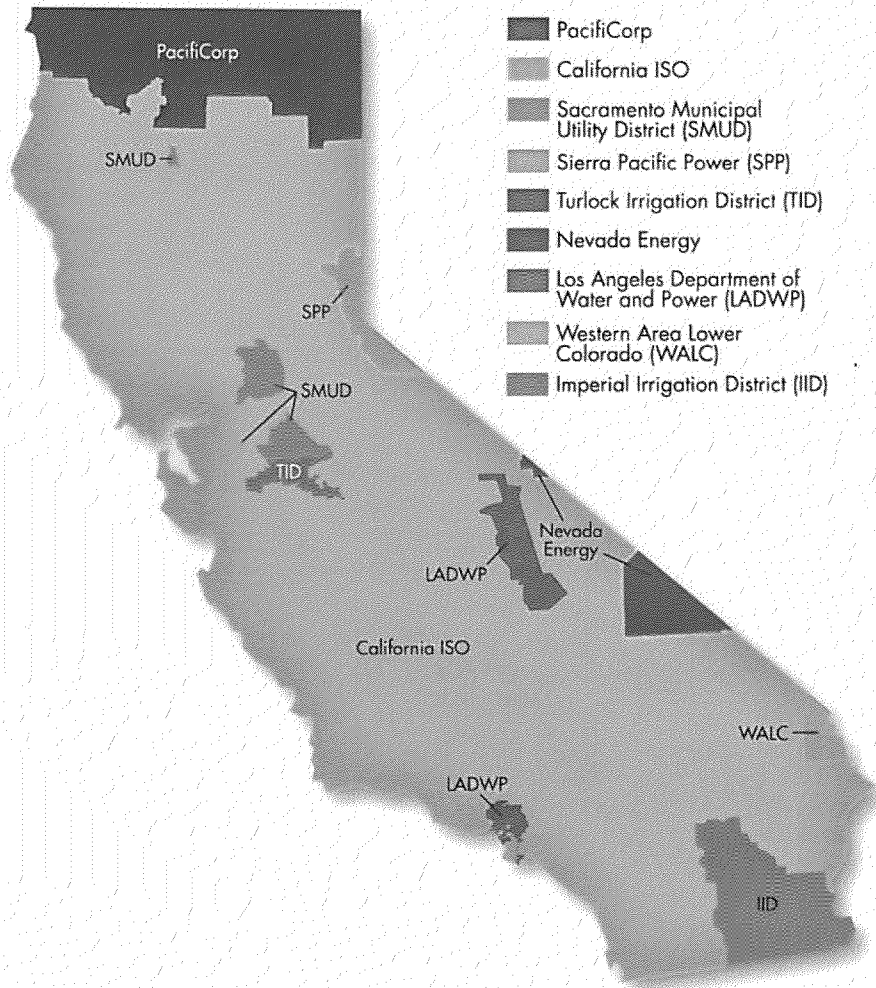 PacifiCorp
PacifiCorp
California ISO
Sacramento Municipal
Utility District (SMUD)
SMUD
Sierra Pacific Power (SPP)
Turlock Irrigation District (TID)
Nevada Energy
Los Angeles Department of
Water and Power (LADWP)
SPP
Western Area Lower
Colorado (WALC)
Imperial Irrigation District (IID)
SMUD
TID
Nevada
Energy
LADWP
California ISO
WALC
LADWP
IID